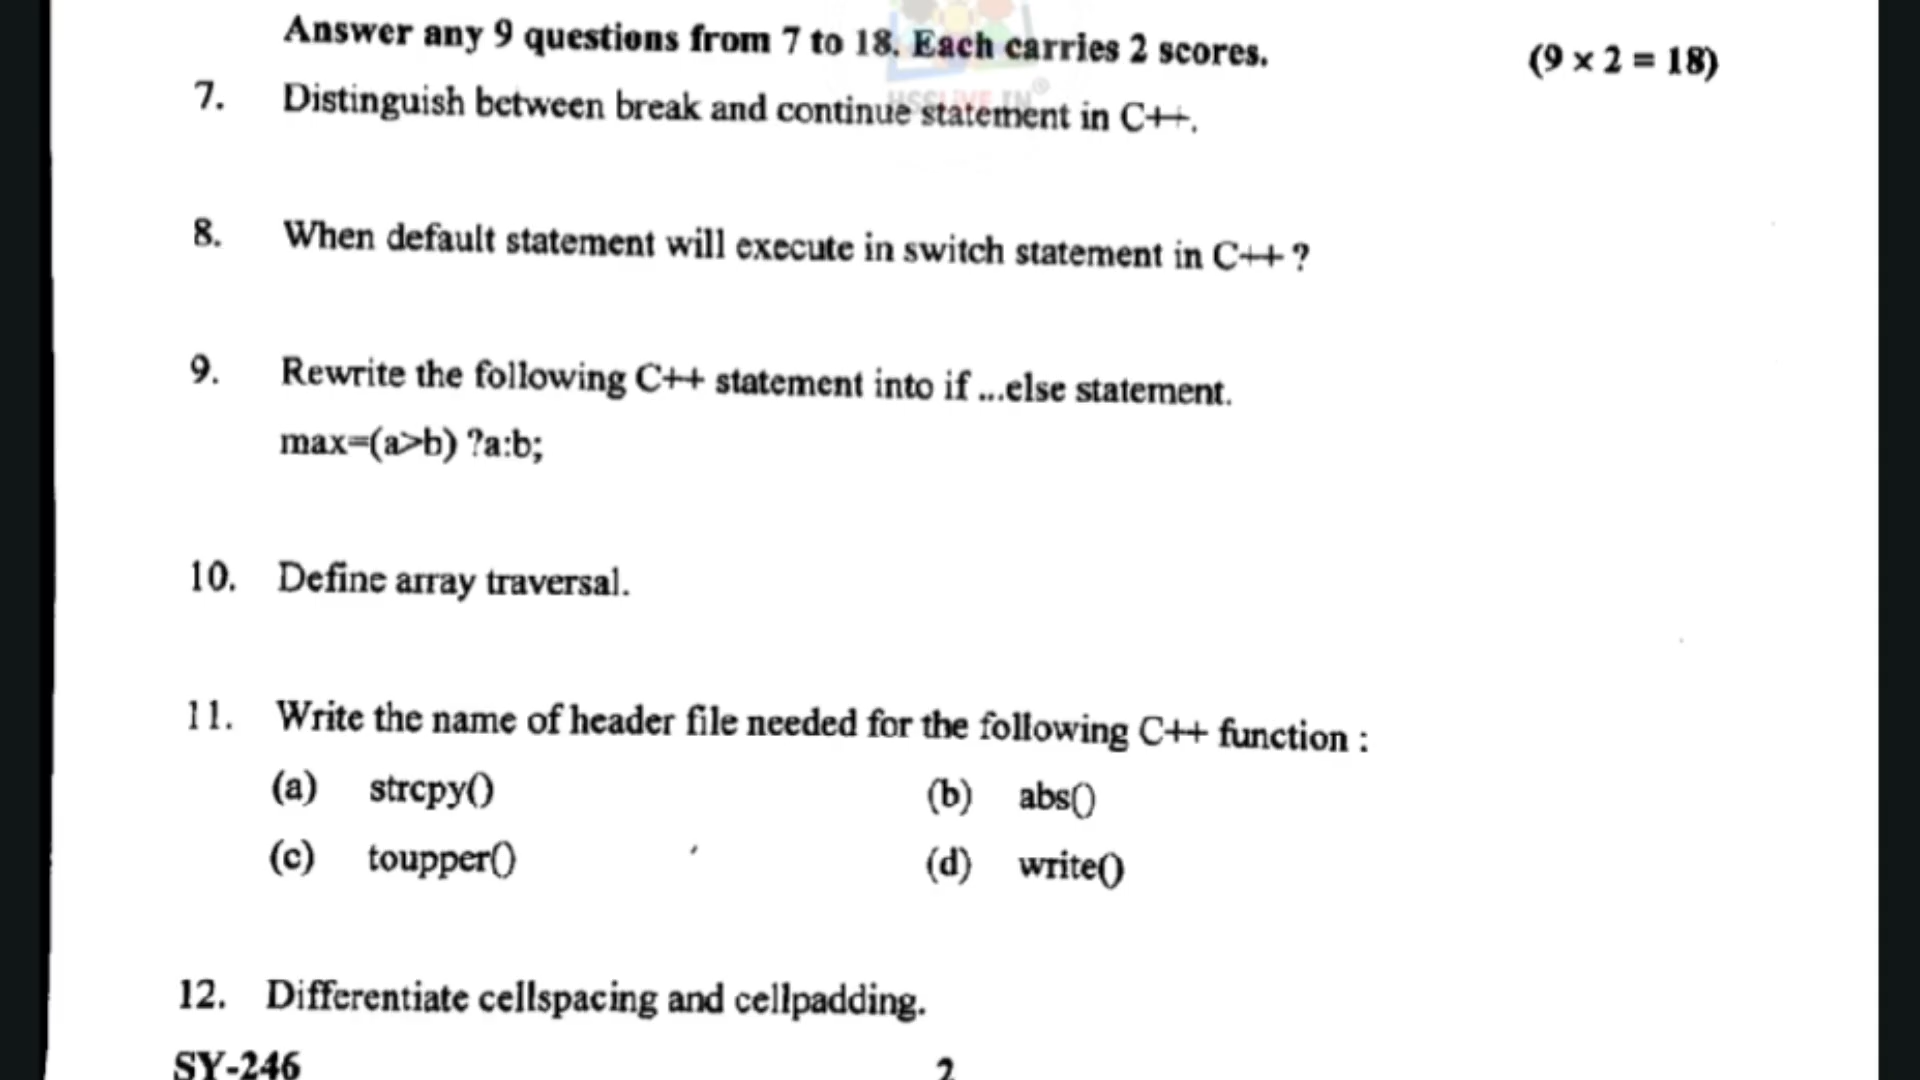 Answer any 9 questions from 7 to 18. Each carries 2 scores. (9 × 2 = 18)
HSSLIVE.IN®
7. Distinguish between break and continue statement in C++.
8. When default statement will execute in switch statement in C++ ?
9. Rewrite the following C++ statement into if ...else statement.
max=(a>b) ?a:b;
10. Define array traversal.
11. Write the name of header file needed for the following C++ function :
(a) strcpy() (b) abs()
(c) toupper() (d) write()
12. Differentiate cellspacing and cellpadding.
SY-246 2